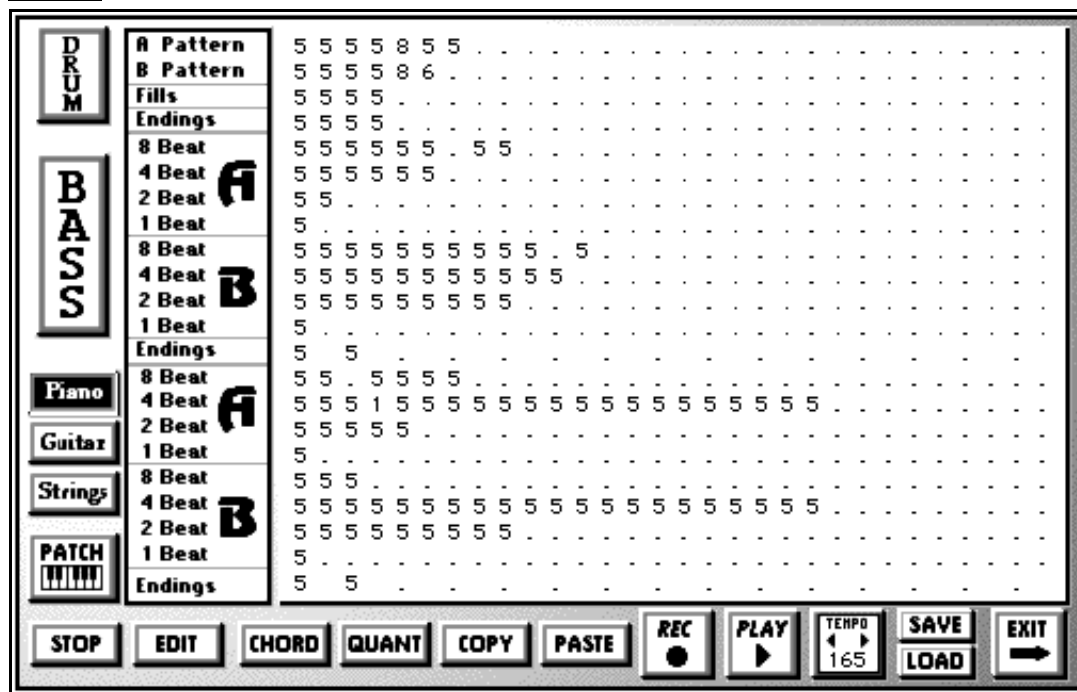 DRUM
A Pattern 5 5 5 5 8 5 5 . . . . . . . . . . . . . . . . . . . . . . .
B Pattern 5 5 5 5 8 6 . . . . . . . . . . . . . . . . . . . . . . . .
Fills 5 5 5 5 . . . . . . . . . . . . . . . . . . . . . . . . . .
Endings 5 5 5 5 . . . . . . . . . . . . . . . . . . . . . . . . . .
BASS
A
8 Beat 5 5 5 5 5 5 . 5 5 . . . . . . . . . . . . . . . . . . . . .
4 Beat 5 5 5 5 5 5 . . . . . . . . . . . . . . . . . . . . . . . .
2 Beat 5 5 . . . . . . . . . . . . . . . . . . . . . . . . . . . .
1 Beat 5 . . . . . . . . . . . . . . . . . . . . . . . . . . . . .
B
8 Beat 5 5 5 5 5 5 5 5 5 5 . 5 . . . . . . . . . . . . . . . . . .
4 Beat 5 5 5 5 5 5 5 5 5 5 5 . . . . . . . . . . . . . . . . . . .
2 Beat 5 5 5 5 5 5 5 5 5 . . . . . . . . . . . . . . . . . . . . .
1 Beat 5 . . . . . . . . . . . . . . . . . . . . . . . . . . . . .
Endings 5 5 . . . . . . . . . . . . .
Piano
Guitar
Strings
PATCH
A
8 Beat 5 5 . 5 5 5 5 . . . . . . . . . . . . . . . . . . . . . . .
4 Beat 5 5 5 1 5 5 5 5 5 5 5 5 5 5 5 5 5 5 5 5 5 . . . . . . . . .
2 Beat 5 5 5 5 5 . . . . . . . . . . . . . . . . . . . . . . . . .
1 Beat 5 . . . . . . . . . . . . . . . . . . . . . . . . . . . . .
B
8 Beat 5 5 5 . . . . . . . . . . . . . . . . . . . . . . . . . . .
4 Beat 5 5 5 5 5 5 5 5 5 5 5 5 5 5 5 5 5 5 5 5 5 . . . . . . . . .
2 Beat 5 5 5 5 5 5 5 5 5 . . . . . . . . . . . . . . . . . . . . .
1 Beat 5 . . . . . . . . . . . . . . . . . . . . . . . . . . . . .
Endings 5 5 . . . . . . . . . . . . .
STOP EDIT CHORD QUANT COPY PASTE REC PLAY
TEMPO
165
SAVE
LOAD
EXIT